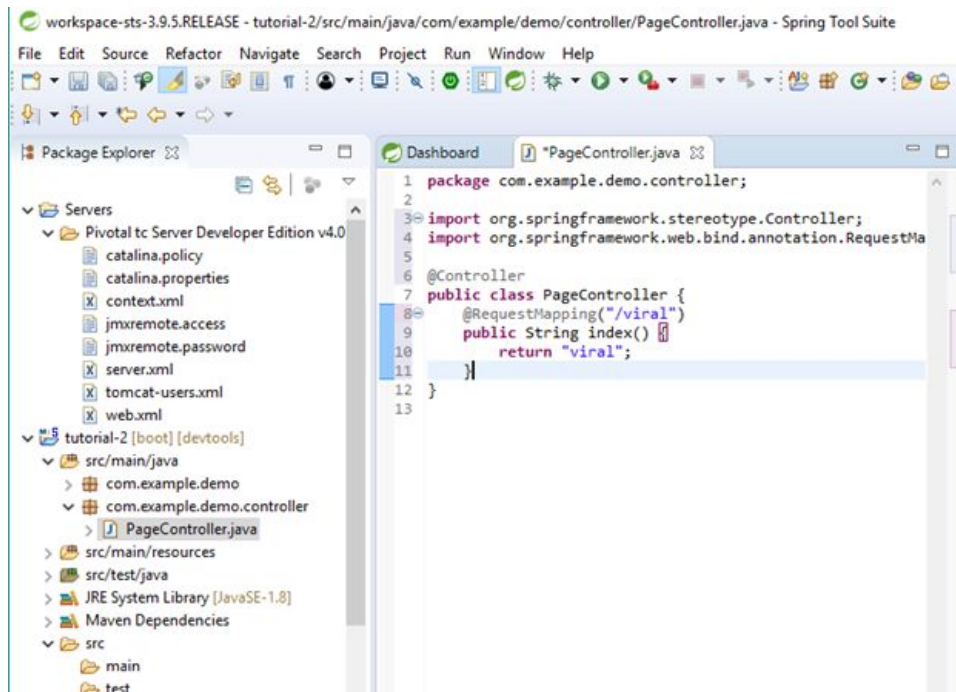 workspace-sts-3.9.5.RELEASE - tutorial-2/src/main/java/com/example/demo/controller/PageController.java - Spring Tool Suite
File Edit Source Refactor Navigate Search Project Run Window Help
Package Explorer
Servers
Pivotal tc Server Developer Edition v4.0
catalina.policy
catalina.properties
context.xml
jmxremote.access
jmxremote.password
server.xml
tomcat-users.xml
web.xml
tutorial-2 [boot] [devtools]
src/main/java
com.example.demo
com.example.demo.controller
PageController.java
src/main/resources
src/test/java
JRE System Library [JavaSE-1.8]
Maven Dependencies
src
main
test
Dashboard *PageController.java
1 package com.example.demo.controller;
2
3 import org.springframework.stereotype.Controller;
4 import org.springframework.web.bind.annotation.RequestMa
5
6 @Controller
7 public class PageController {
8 @RequestMapping("/viral")
9 public String index() {
10 return "viral";
11 }
12 }
13